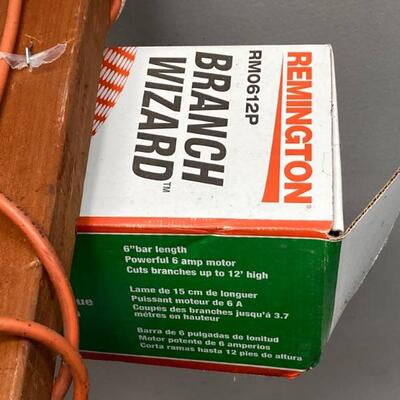 REMINGTON®
RM0612P
BRANCH
WIZARD™
6"bar length
Powerful 6 amp motor
Cuts branches up to 12' high
Lame de 15 cm de longuer
Puissant moteur de 6 A
Coupes des branches jusqu'à 3.7
mètres en hauteur
Barra de 6 pulgadas de lonitud
Motor potente de 6 amperios
Corta ramas hasta 12 pies de altura